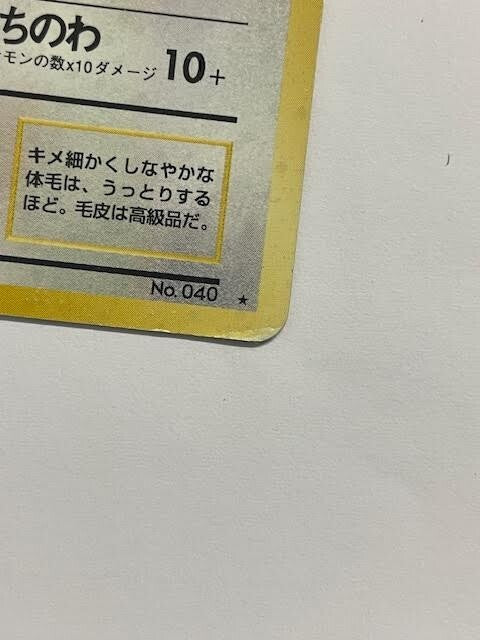 ちのわ
モンの数x10ダメージ 10+
キメ細かくしなやかな
体毛は、うっとりする
ほど。毛皮は高級品だ。
No. 040 ★